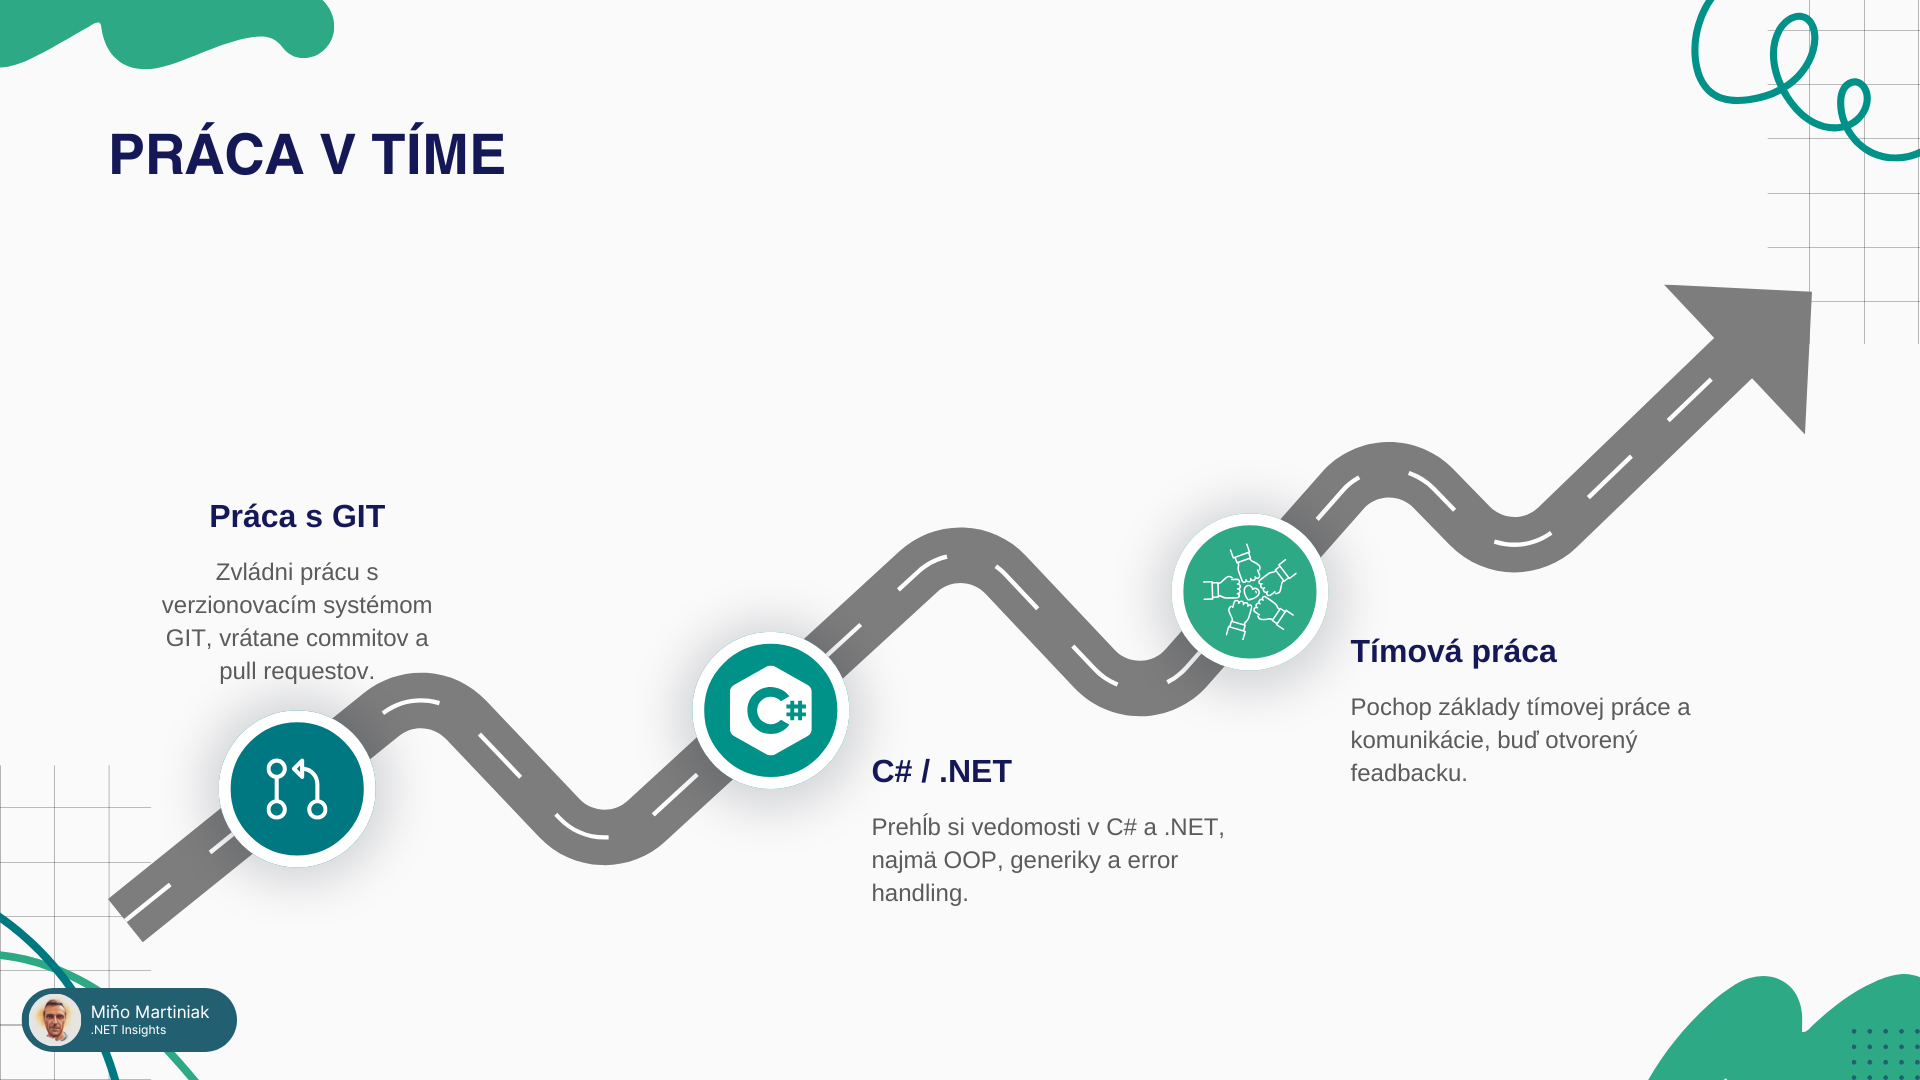 PRÁCA V TÍME
Práca s GIT
Zvládni prácu s
verzionovacím systémom
GIT, vrátane commitov a
pull requestov.
C#
C# / .NET
Prehĺb si vedomosti v C# a .NET,
najmä OOP, generiky a error
handling.
Tímová práca
Pochop základy tímovej práce a
komunikácie, buď otvorený
feadbacku.
Miňo Martiniak
.NET Insights